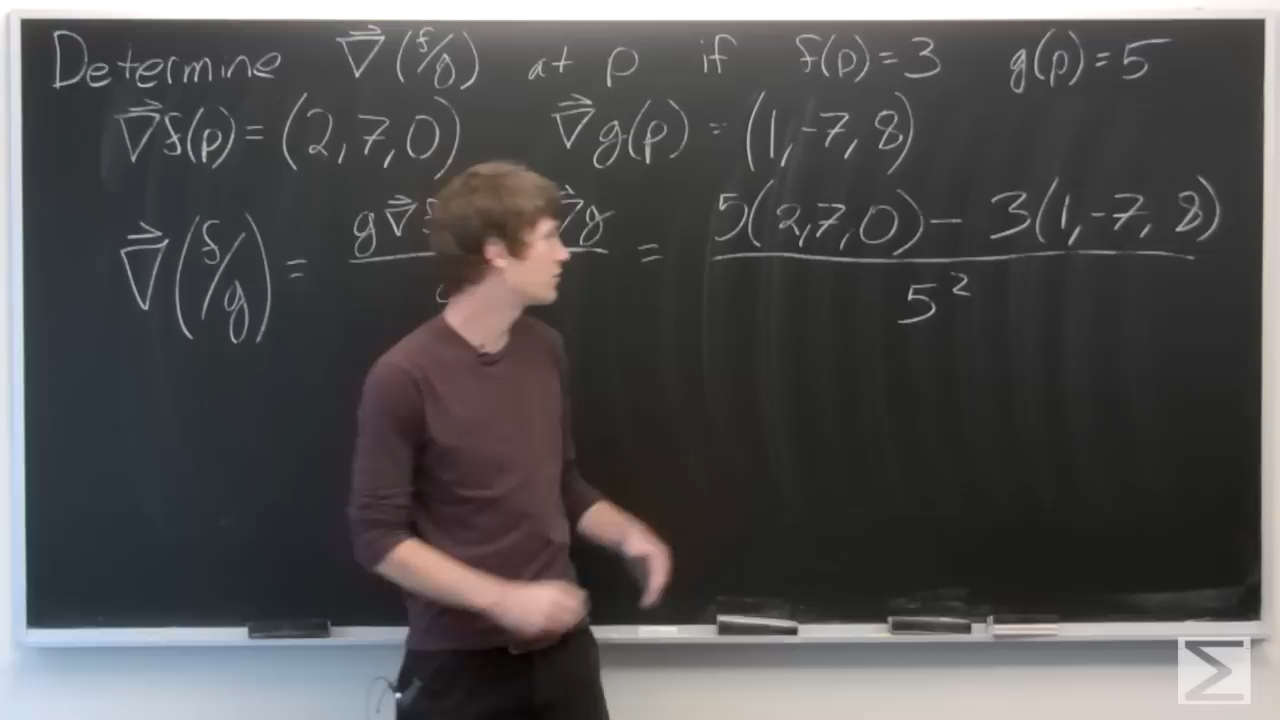 Determine ∇⃗(f/g) at p if f(p)=3 g(p)=5
∇⃗f(p)=(2,7,0) ∇⃗g(p)=(1,-7,8)
∇⃗(f/g) = g∇⃗ ∇⃗g = 5(2,7,0) - 3(1,-7,8)
5²
Σ